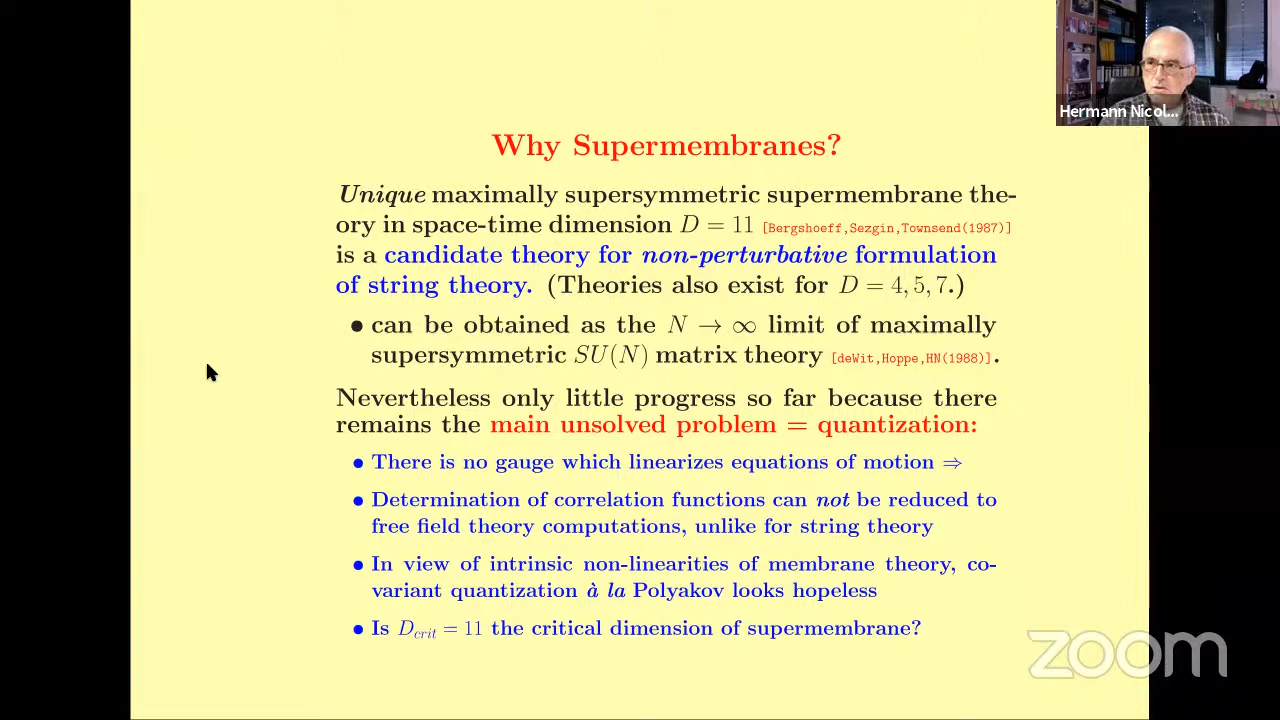 Hermann Nicol...
Why Supermembranes?
Unique maximally supersymmetric supermembrane the-
ory in space-time dimension D = 11 [Bergshoeff,Sezgin,Townsend(1987)]
is a candidate theory for non-perturbative formulation
of string theory. (Theories also exist for D = 4, 5, 7.)
• can be obtained as the N → ∞ limit of maximally
supersymmetric SU(N) matrix theory [deWit,Hoppe,HN(1988)].
Nevertheless only little progress so far because there
remains the main unsolved problem = quantization:
• There is no gauge which linearizes equations of motion ⇒
• Determination of correlation functions can not be reduced to
free field theory computations, unlike for string theory
• In view of intrinsic non-linearities of membrane theory, co-
variant quantization à la Polyakov looks hopeless
• Is D_crit = 11 the critical dimension of supermembrane?
zoom